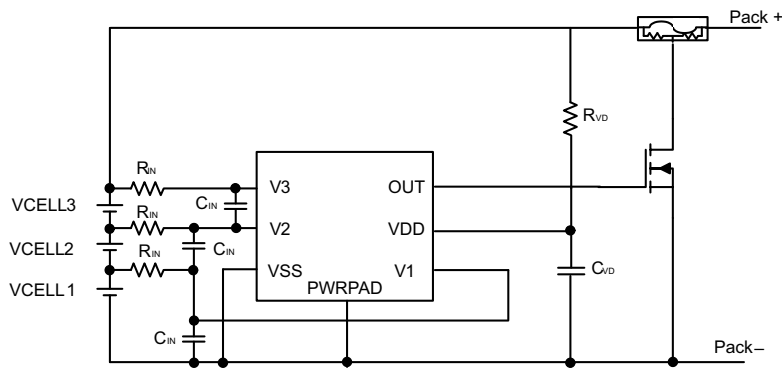 Pack +
RVD
RIN
V3
OUT
CIN
VCELL3
RIN
V2
VDD
VCELL2
RIN
CIN
VSS
V1
CVD
VCELL1
PWRPAD
CIN
Pack–